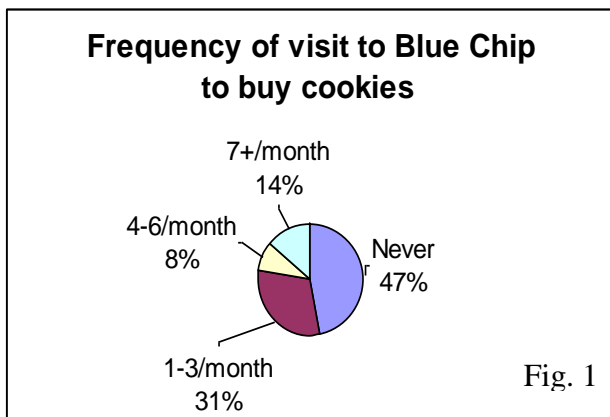 Frequency of visit to Blue Chip
to buy cookies
7+/month
14%
4-6/month
8%
Never
47%
1-3/month
31%
Fig. 1